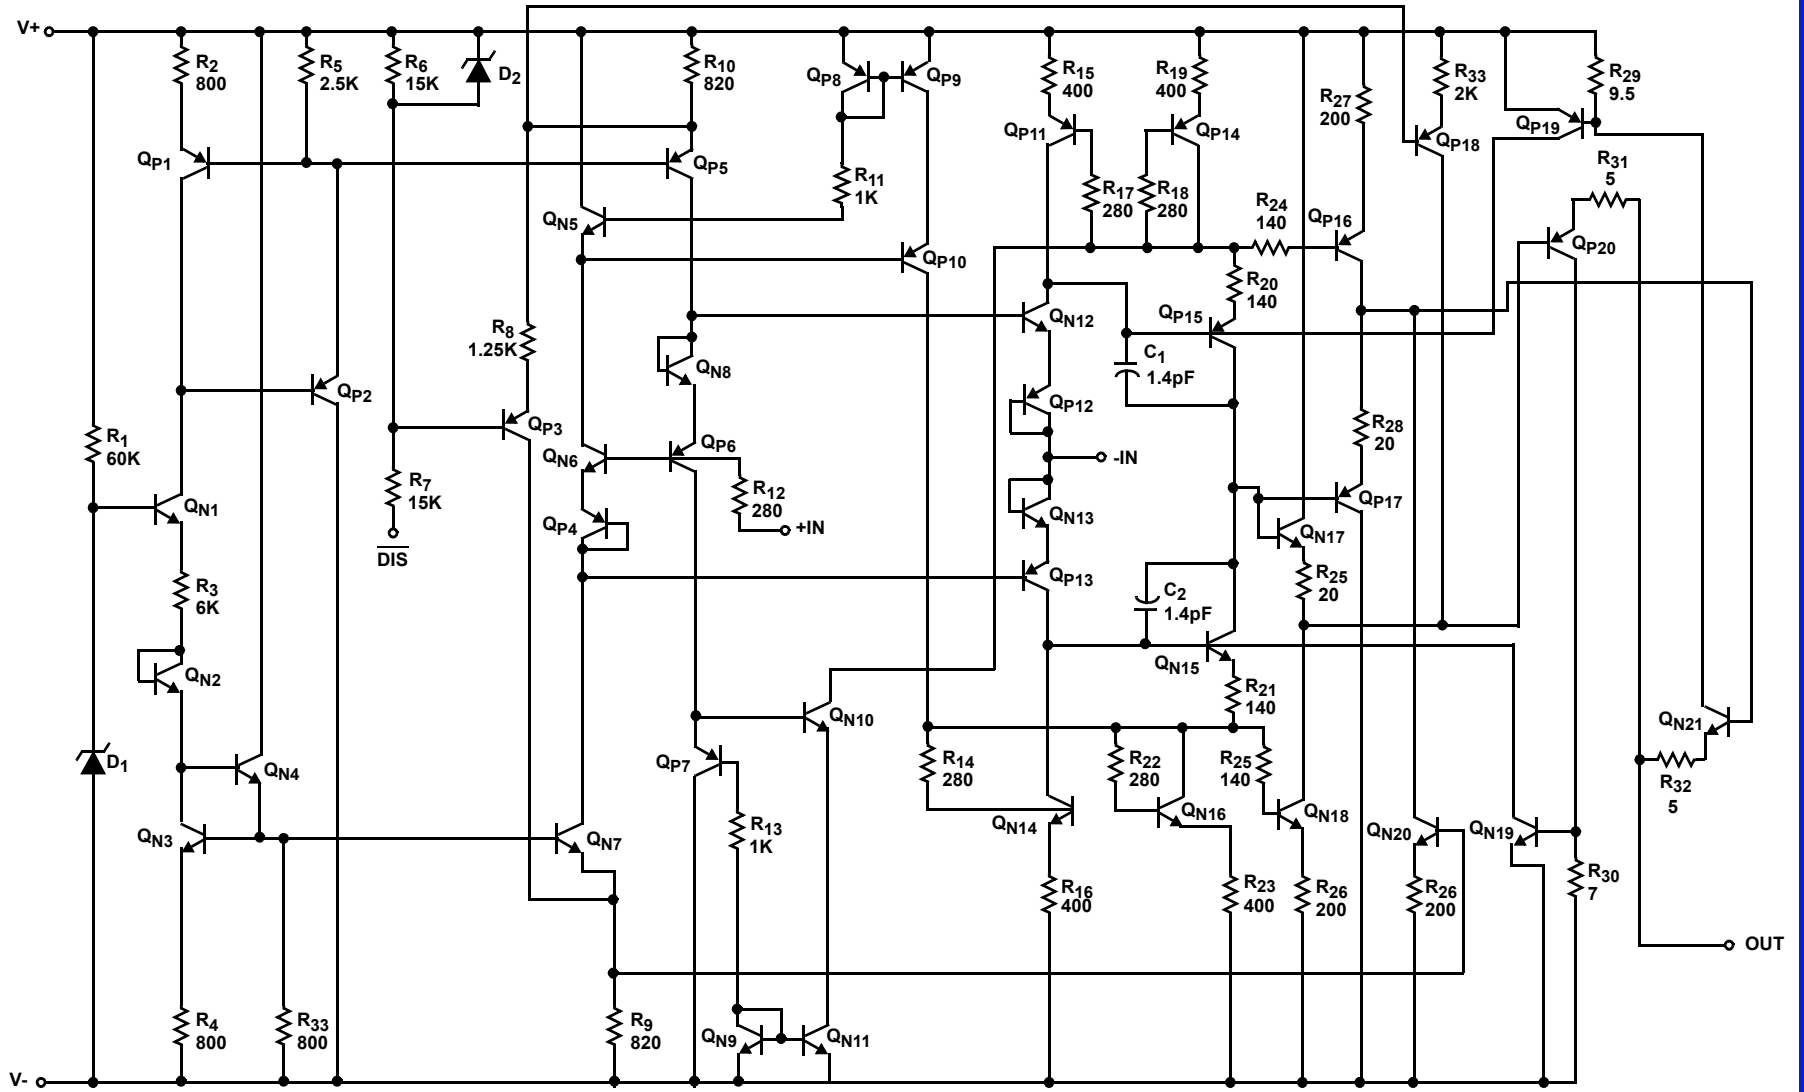 V+
R2
800
R5
2.5K
R6
15K
D2
R10
820
QP8
QP9
R15
400
R19
400
R27
200
R33
2K
R29
9.5
QP1
QP5
QP11
QP14
QP18
QP19
R11
1K
R17
280
R18
280
R24
140
R31
5
QN5
QP16
QP10
QP20
R20
140
R8
1.25K
QN12
QP15
C1
1.4pF
QN8
QP2
QP12
QP3
R28
20
R1
60K
QN6
QP6
-IN
R7
15K
R12
280
QP17
QN1
QP4
+IN
QN13
QN17
DIS
R3
6K
QP13
R25
20
C2
1.4pF
QN2
QN15
R21
140
QN10
QN21
D1
QN4
QP7
R14
280
R22
280
R25
140
R32
5
QN3
QN7
R13
1K
QN14
QN16
QN18
QN20
QN19
R16
400
R23
400
R26
200
R26
200
R30
7
OUT
R4
800
R33
800
R9
820
QN9
QN11
V-